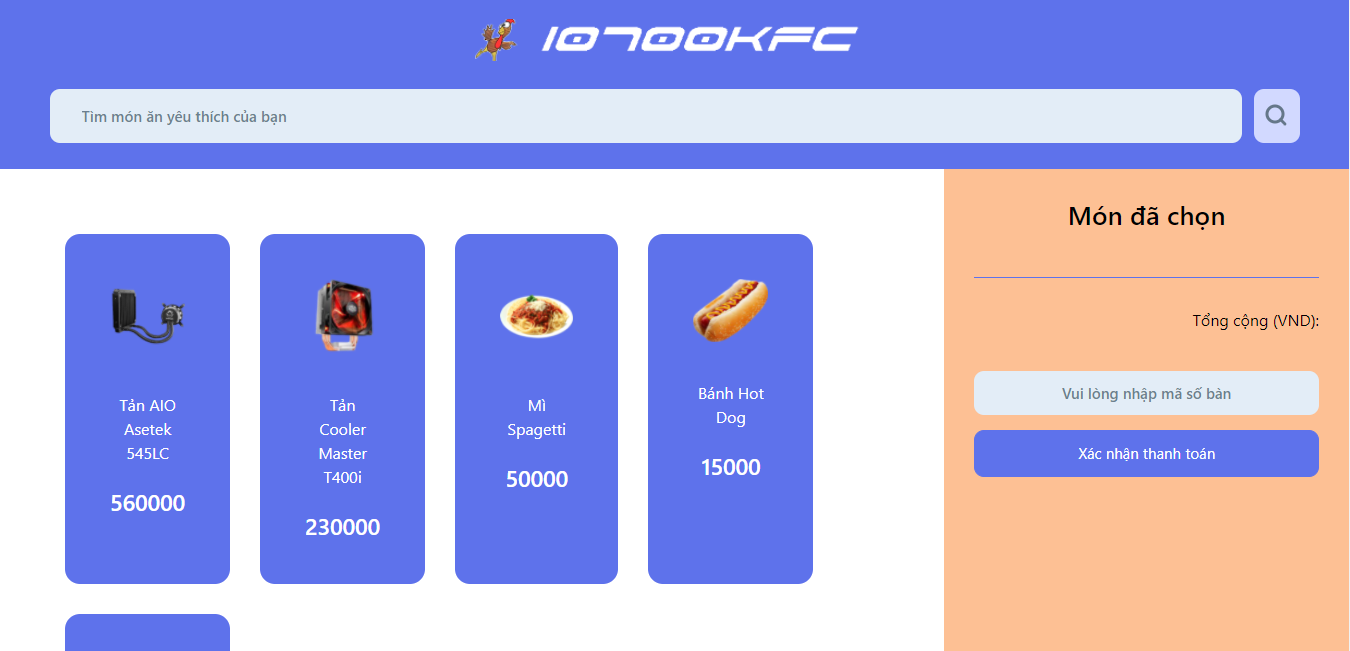 10700KFC
Tìm món ăn yêu thích của bạn
Món đã chọn
Tổng cộng (VND):
Vui lòng nhập mã số bàn
Xác nhận thanh toán
Tản AIO
Asetek
545LC
560000
Tản
Cooler
Master
T400i
230000
Mì
Spagetti
50000
Bánh Hot
Dog
15000